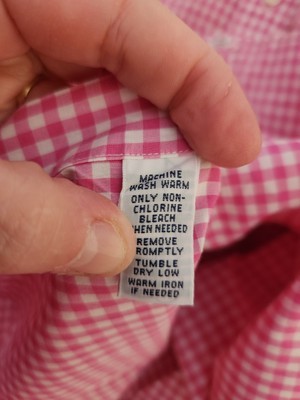 MACHINE
WASH WARM
ONLY NON-
CHLORINE
BLEACH
WHEN NEEDED
REMOVE
PROMPTLY
TUMBLE
DRY LOW
WARM IRON
IF NEEDED